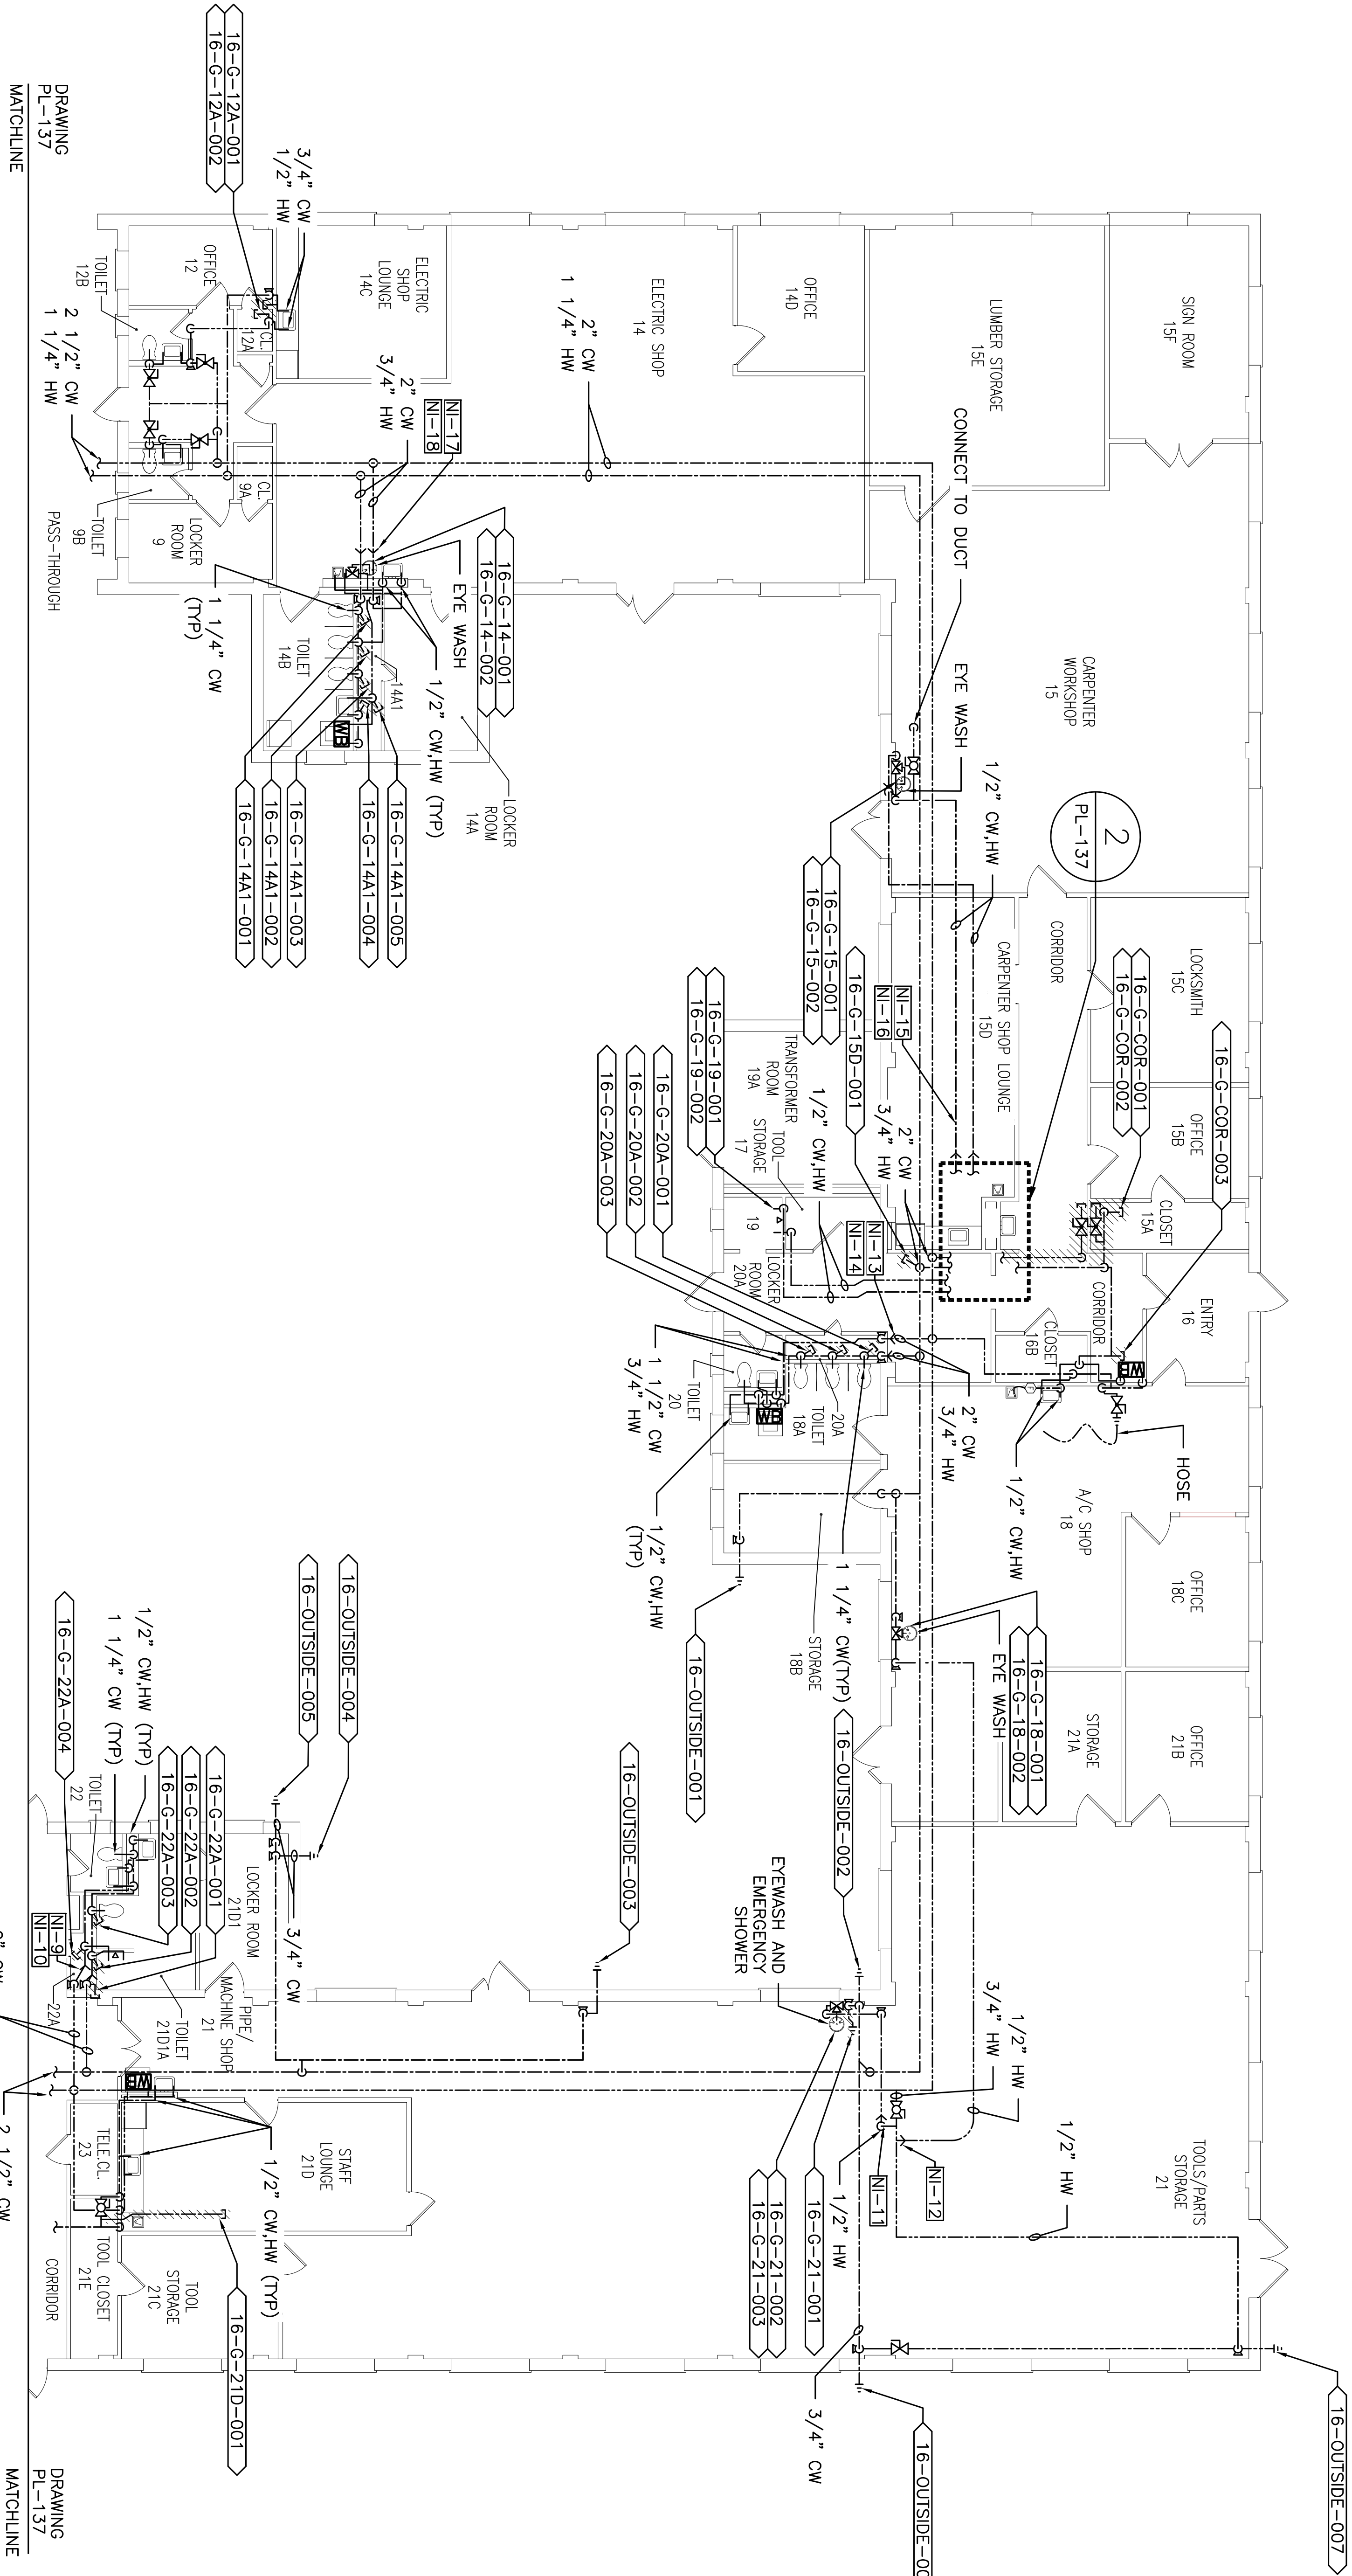 16-OUTSIDE-007
SIGN ROOM
15F
LUMBER STORAGE
15E
OFFICE
14D
ELECTRIC SHOP
14
2" CW
1 1/4" HW
ELECTRIC
SHOP
LOUNGE
14C
3/4" CW
1/2" HW
16-G-12A-001
16-G-12A-002
OFFICE
12
CL.
12A
TOILET
12B
2 1/2" CW
1 1/4" HW
DRAWING
PL-137
MATCHLINE
2" CW
3/4" HW
NI-17
NI-18
CL.
9A
LOCKER
ROOM
9
TOILET
9B
PASS-THROUGH
16-G-14-001
16-G-14-002
EYE WASH
1/2" CW,HW (TYP)
1 1/4" CW
(TYP)
TOILET
14B
14A1
WB
LOCKER
ROOM
14A
16-G-14A1-005
16-G-14A1-004
16-G-14A1-003
16-G-14A1-002
16-G-14A1-001
CONNECT TO DUCT
EYE WASH
CARPENTER
WORKSHOP
15
1/2" CW,HW
2
PL-137
16-G-15-001
16-G-15-002
LOCKSMITH
15C
CORRIDOR
CARPENTER SHOP LOUNGE
15D
NI-15
NI-16
16-G-COR-001
16-G-COR-002
16-G-COR-003
OFFICE
15B
CLOSET
15A
ENTRY
16
CORRIDOR
CLOSET
16B
WB
16-G-15D-001
2" CW
3/4" HW
TRANSFORMER
ROOM
19A
TOOL
STORAGE
17
19
LOCKER
ROOM
20A
1/2" CW,HW
NI-13
NI-14
16-G-19-001
16-G-19-002
16-G-20A-001
16-G-20A-002
16-G-20A-003
2" CW
3/4" HW
1/2" CW,HW
HOSE
A/C SHOP
18
OFFICE
18C
OFFICE
21B
STORAGE
21A
20A
TOILET
18A
TOILET
20
WB
1 1/2" CW
3/4" HW
1/2" CW,HW
(TYP)
1 1/4" CW(TYP)
STORAGE
18B
16-G-18-001
16-G-18-002
EYE WASH
16-OUTSIDE-001
16-OUTSIDE-002
16-OUTSIDE-003
16-OUTSIDE-004
16-OUTSIDE-005
EYEWASH AND
EMERGENCY
SHOWER
3/4" CW
LOCKER ROOM
21D1
1/2" CW,HW (TYP)
1 1/4" CW (TYP)
16-G-22A-001
16-G-22A-002
16-G-22A-003
16-G-22A-004
TOILET
22
NI-9
NI-10
22A
TOILET
21D1A
PIPE/
MACHINE SHOP
21
1/2" HW
3/4" HW
1/2" HW
NI-12
NI-11
1/2" HW
16-G-21-001
16-G-21-002
16-G-21-003
TOOLS/PARTS
STORAGE
21
3/4" CW
WB
STAFF
LOUNGE
21D
1/2" CW,HW (TYP)
TELE.CL.
23
TOOL CLOSET
21E
TOOL
STORAGE
21C
CORRIDOR
16-G-21D-001
2 1/2" CW
DRAWING
PL-137
MATCHLINE